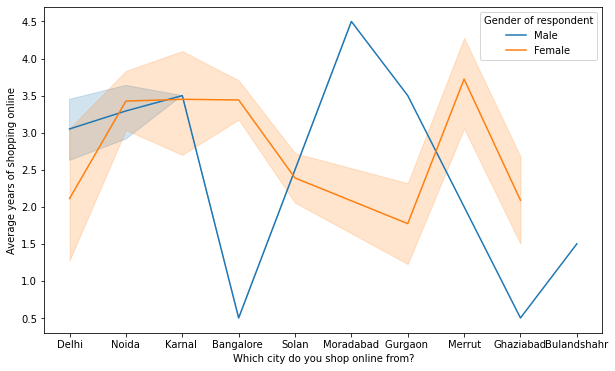 Gender of respondent
Male
Female
Average years of shopping online
4.5
4.0
3.5
3.0
2.5
2.0
1.5
1.0
0.5
Delhi Noida Karnal Bangalore Solan Moradabad Gurgaon Merrut Ghaziabad Bulandshahr
Which city do you shop online from?